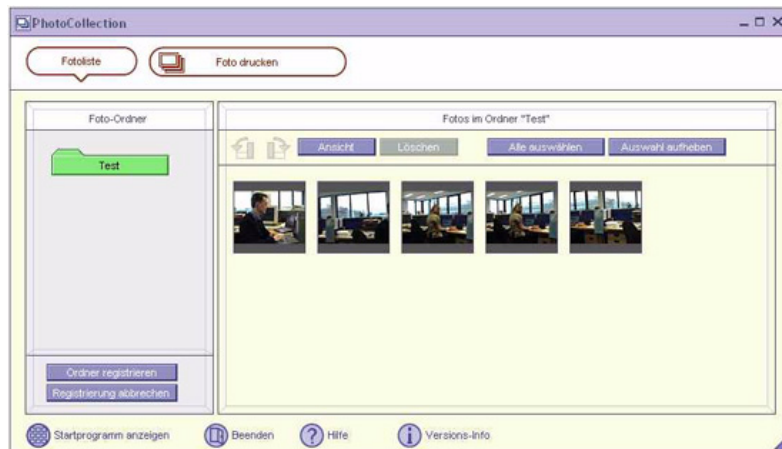 PhotoCollection
Fotoliste
Foto drucken
Foto-Ordner
Test
Ordner registrieren
Registrierung abbrechen
Fotos im Ordner "Test"
Ansicht
Löschen
Alle auswählen
Auswahl aufheben
Startprogramm anzeigen
Beenden
Hilfe
Versions-Info